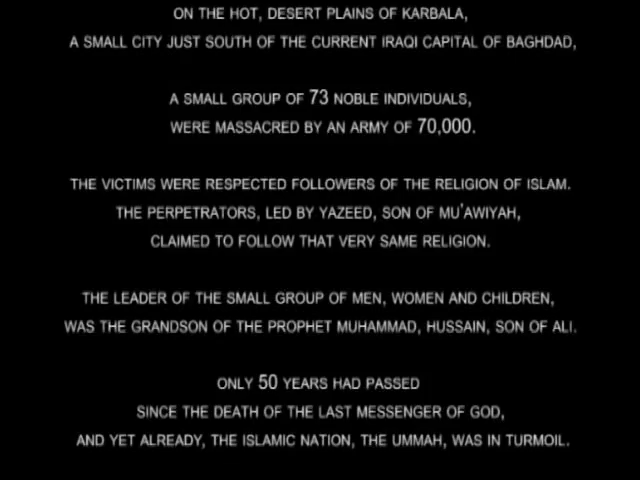 ON THE HOT, DESERT PLAINS OF KARBALA,
A SMALL CITY JUST SOUTH OF THE CURRENT IRAQI CAPITAL OF BAGHDAD,
A SMALL GROUP OF 73 NOBLE INDIVIDUALS,
WERE MASSACRED BY AN ARMY OF 70,000.
THE VICTIMS WERE RESPECTED FOLLOWERS OF THE RELIGION OF ISLAM.
THE PERPETRATORS, LED BY YAZEED, SON OF MU'AWIYAH,
CLAIMED TO FOLLOW THAT VERY SAME RELIGION.
THE LEADER OF THE SMALL GROUP OF MEN, WOMEN AND CHILDREN,
WAS THE GRANDSON OF THE PROPHET MUHAMMAD, HUSSAIN, SON OF ALI.
ONLY 50 YEARS HAD PASSED
SINCE THE DEATH OF THE LAST MESSENGER OF GOD,
AND YET ALREADY, THE ISLAMIC NATION, THE UMMAH, WAS IN TURMOIL.